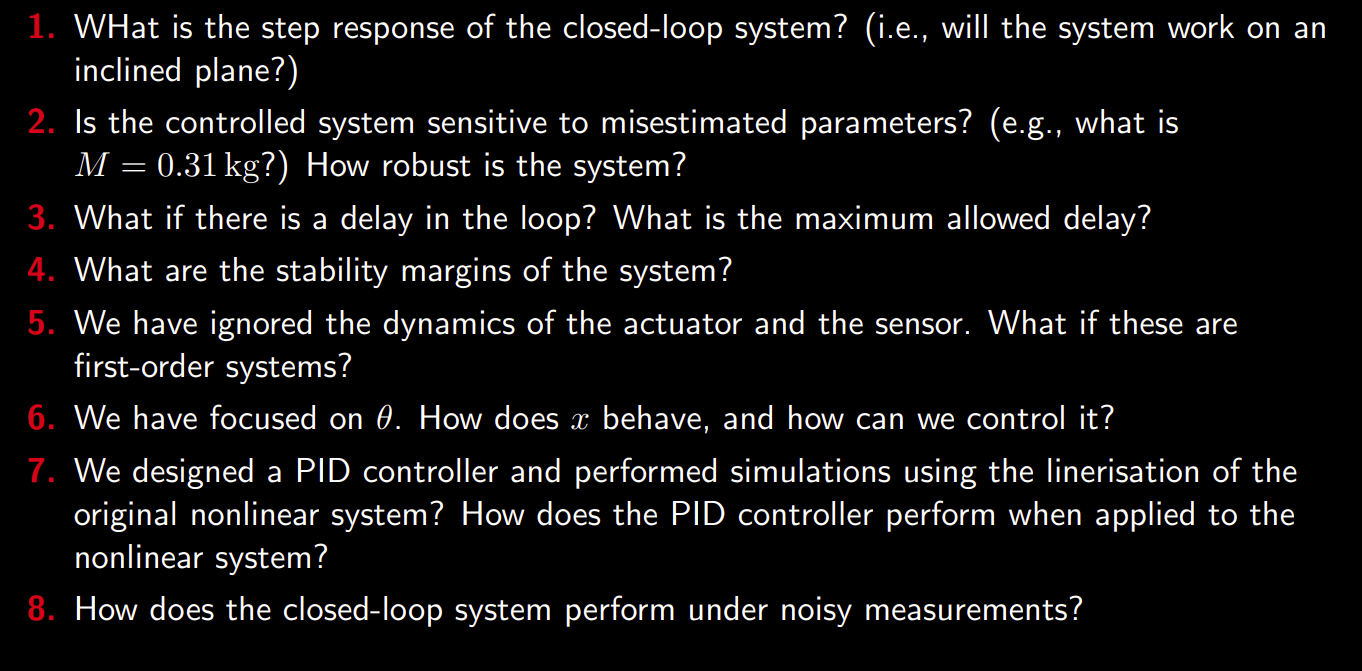 1. WHat is the step response of the closed-loop system? (i.e., will the system work on an
inclined plane?)
2. Is the controlled system sensitive to misestimated parameters? (e.g., what is
M = 0.31 kg?) How robust is the system?
3. What if there is a delay in the loop? What is the maximum allowed delay?
4. What are the stability margins of the system?
5. We have ignored the dynamics of the actuator and the sensor. What if these are
first-order systems?
6. We have focused on θ. How does x behave, and how can we control it?
7. We designed a PID controller and performed simulations using the linerisation of the
original nonlinear system? How does the PID controller perform when applied to the
nonlinear system?
8. How does the closed-loop system perform under noisy measurements?